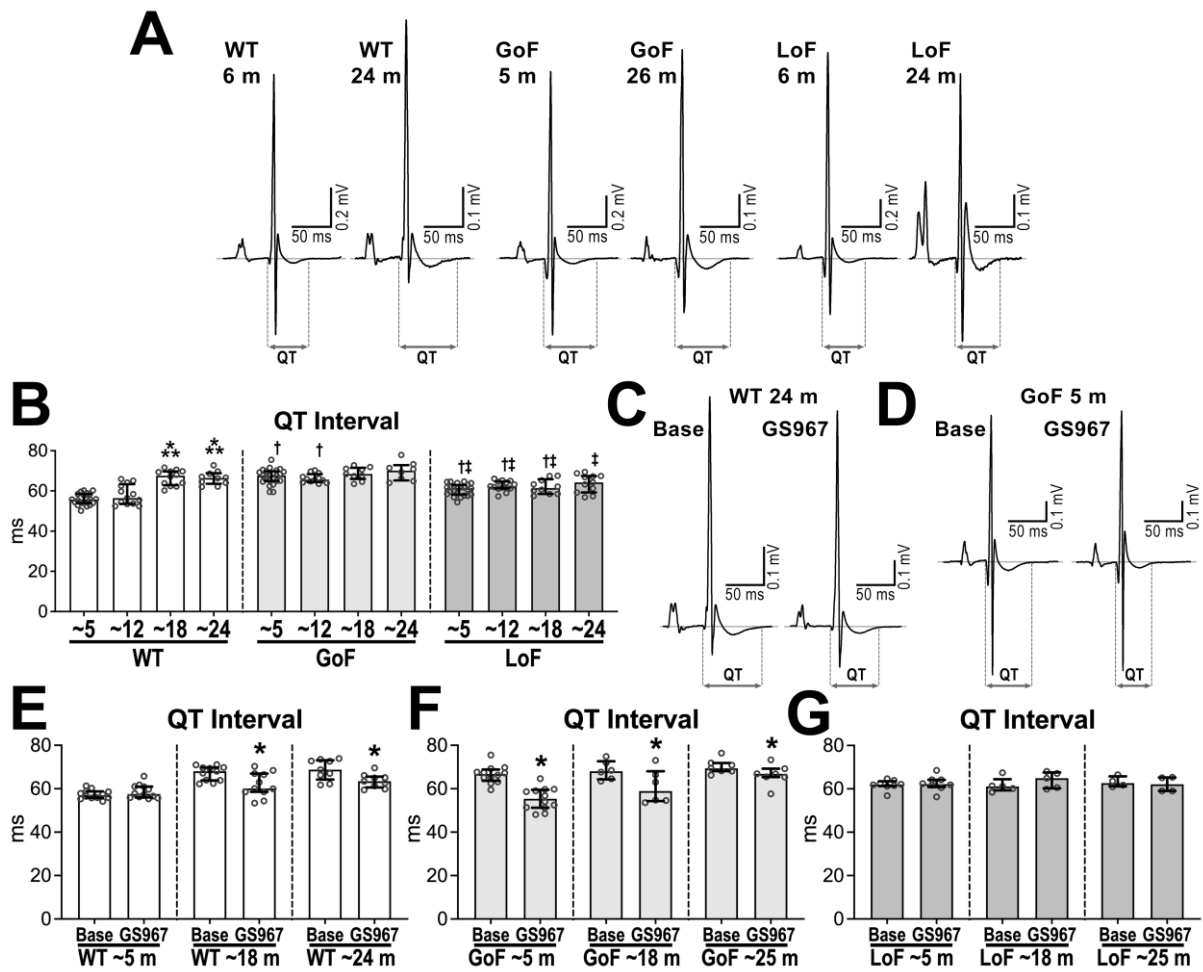 A
WT
6 m
WT
24 m
GoF
5 m
GoF
26 m
LoF
6 m
LoF
24 m
50 ms
0.2 mV
50 ms
0.1 mV
50 ms
0.2 mV
50 ms
0.1 mV
50 ms
0.2 mV
50 ms
0.1 mV
QT
QT
QT
QT
QT
QT
B
QT Interval
80
60
40
20
0
ms
*
**
*
**
†
†
†‡
†‡
†‡
‡
~5 ~12 ~18 ~24
WT
~5 ~12 ~18 ~24
GoF
~5 ~12 ~18 ~24
LoF
C
WT 24 m
Base
GS967
50 ms
0.1 mV
50 ms
0.1 mV
QT
QT
D
GoF 5 m
Base
GS967
50 ms
0.1 mV
50 ms
0.1 mV
QT
QT
E
QT Interval
80
60
40
20
0
ms
*
*
Base GS967
WT ~5 m
Base GS967
WT ~18 m
Base GS967
WT ~24 m
F
QT Interval
80
60
40
20
0
ms
*
*
*
Base GS967
GoF ~5 m
Base GS967
GoF ~18 m
Base GS967
GoF ~25 m
G
QT Interval
80
60
40
20
0
ms
Base GS967
LoF ~5 m
Base GS967
LoF ~18 m
Base GS967
LoF ~25 m